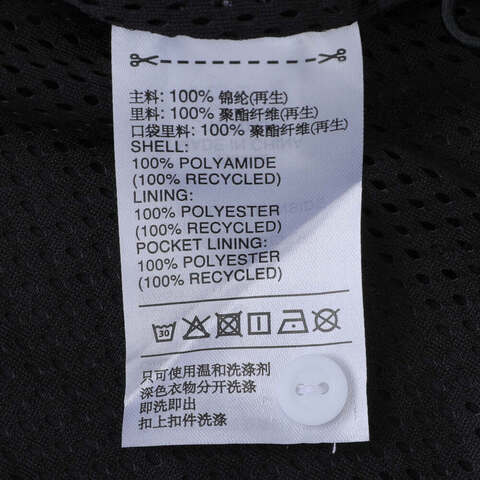 主料: 100% 锦纶(再生)
里料: 100% 聚酯纤维(再生)
口袋里料: 100% 聚酯纤维(再生)
SHELL:
100% POLYAMIDE
(100% RECYCLED)
LINING:
100% POLYESTER
(100% RECYCLED)
POCKET LINING:
100% POLYESTER
(100% RECYCLED)
30
只可使用温和洗涤剂
深色衣物分开洗涤
即洗即出
扣上扣件洗涤